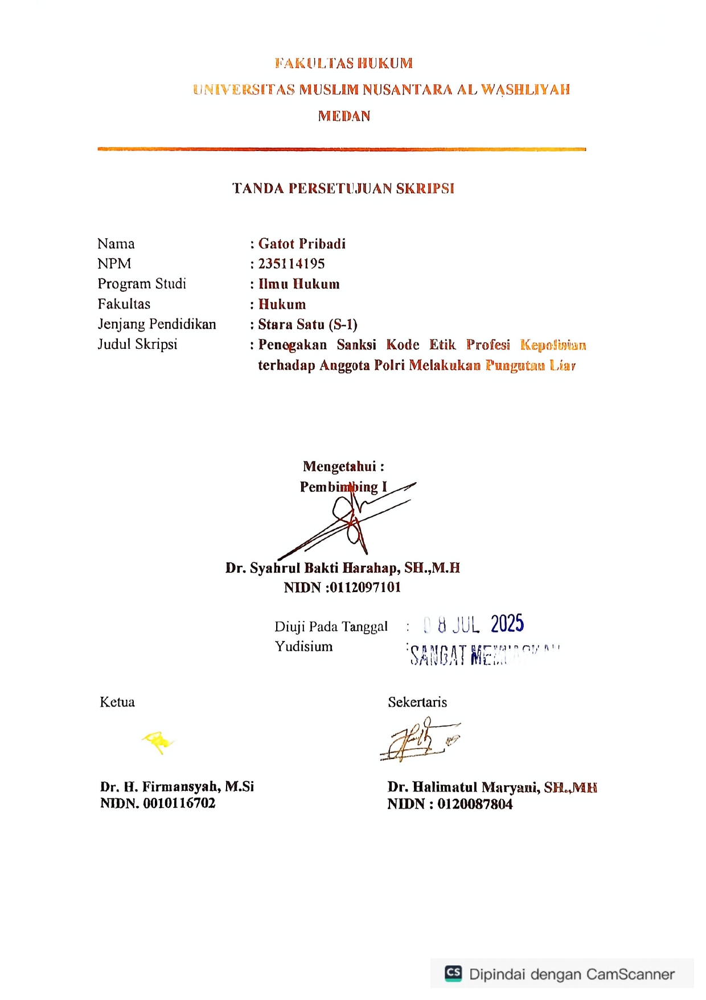 FAKULTAS HUKUM
UNIVERSITAS MUSLIM NUSANTARA AL WASHLIYAH
MEDAN
TANDA PERSETUJUAN SKRIPSI
Nama : Gatot Pribadi
NPM : 235114195
Program Studi : Ilmu Hukum
Fakultas : Hukum
Jenjang Pendidikan : Stara Satu (S-1)
Judul Skripsi : Penegakan Sanksi Kode Etik Profesi Kepolisian
terhadap Anggota Polri Melakukan Pungutan Liar
Mengetahui :
Pembimbing I
Dr. Syahrul Bakti Harahap, SH.,M.H
NIDN :0112097101
Diuji Pada Tanggal : 08 JUL 2025
Yudisium : SANGAT MEMUASKAN
Ketua Sekertaris
Dr. H. Firmansyah, M.Si Dr. Halimatul Maryani, SH.,MH
NIDN. 0010116702 NIDN : 0120087804
CS Dipindai dengan CamScanner